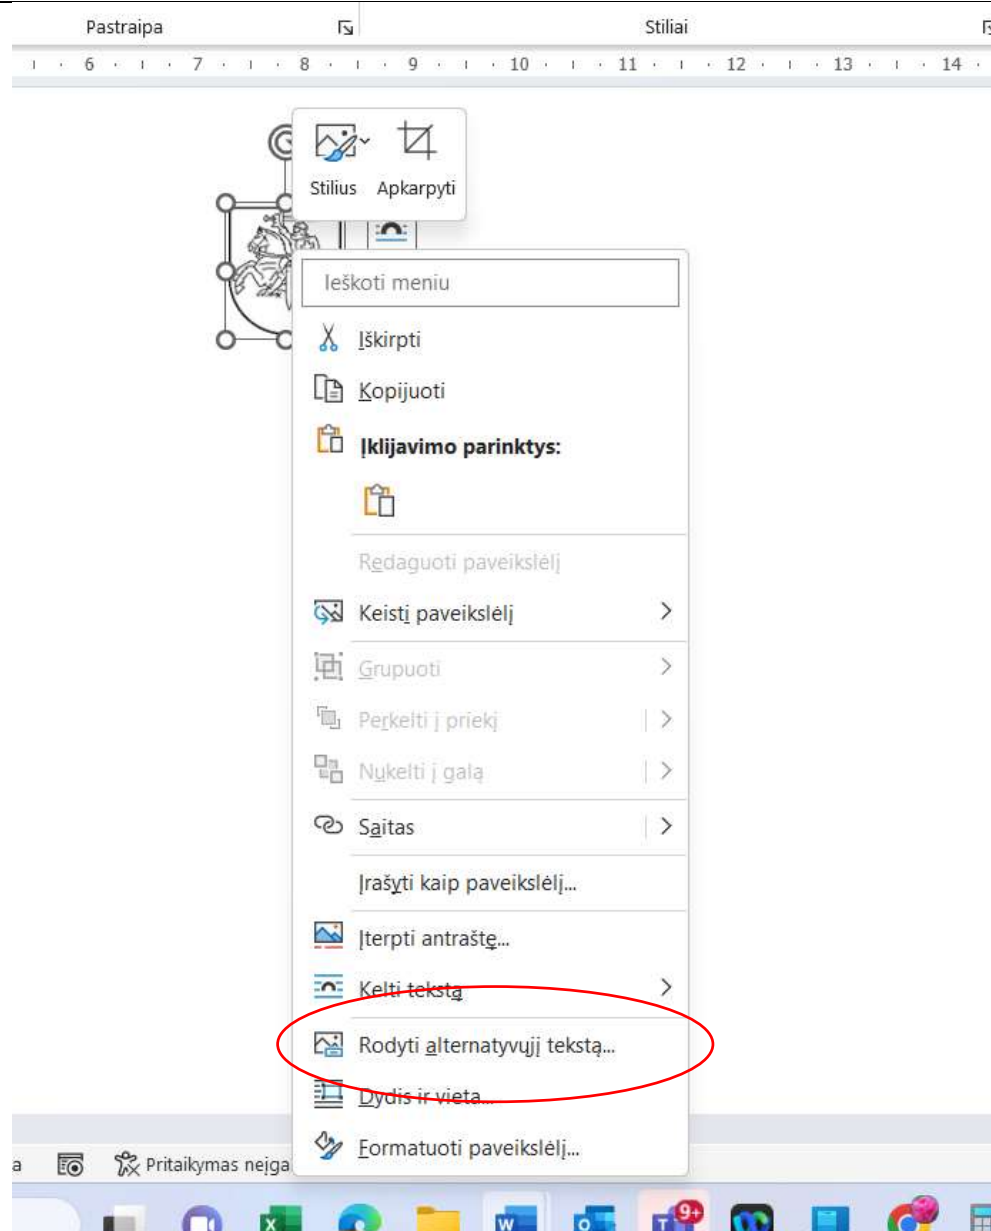 Pastraipa Stiliai
6 7 8 9 10 11 12 13 14
Stilius Apkarpyti
Ieškoti meniu
Iškirpti
Kopijuoti
Įklijavimo parinktys:
Redaguoti paveikslėlį
Keisti paveikslėlį
Grupuoti
Perkelti į priekį
Nukelti į galą
Saitas
Įrašyti kaip paveikslėlį...
Įterpti antraštę...
Kelti tekstą
Rodyti alternatyvųjį tekstą...
Dydis ir vieta...
Formatuoti paveikslėlį...
a Pritaikymas neįga
9+